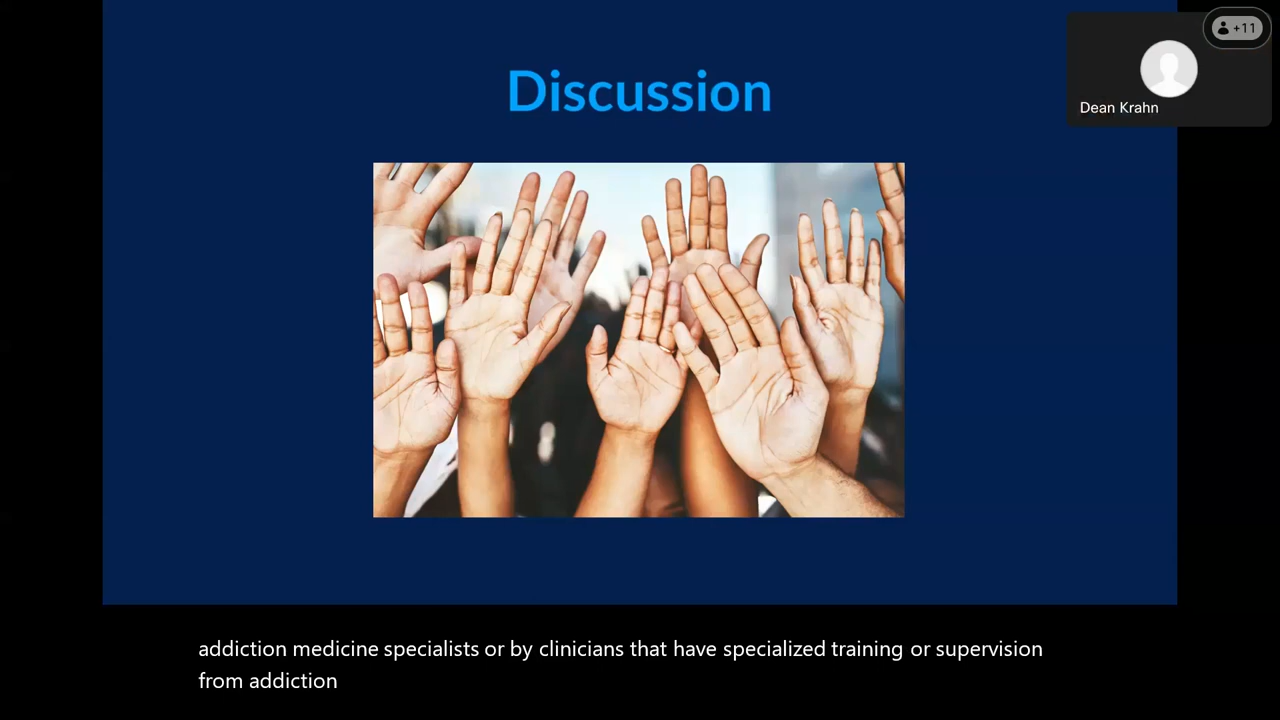 Discussion
+11
Dean Krahn
addiction medicine specialists or by clinicians that have specialized training or supervision
from addiction